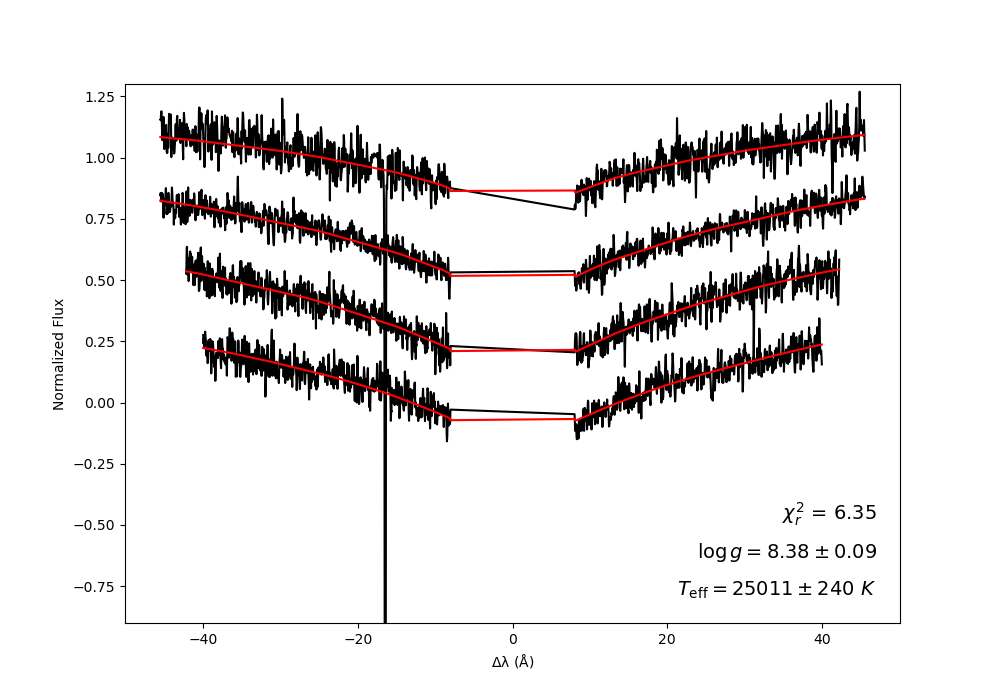 1.25
1.00
0.75
0.50
0.25
0.00
−0.25
−0.50
−0.75
Normalized Flux
χ_r^2 = 6.35
log g = 8.38 ± 0.09
T_eff = 25011 ± 240 K
−40 −20 0 20 40
Δλ (Å)